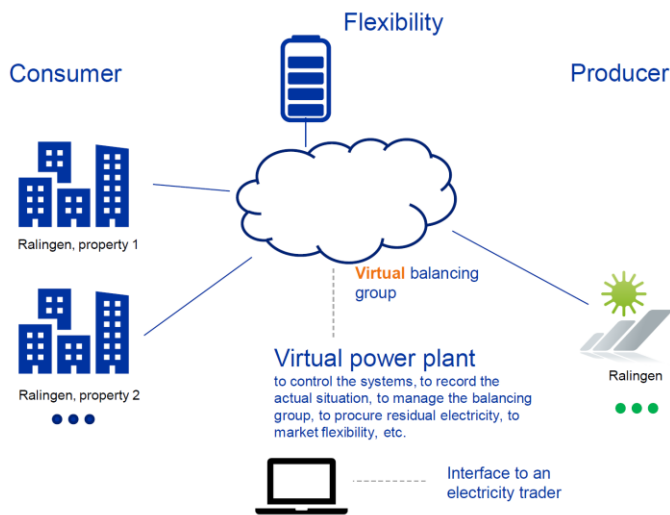 Flexibility
Consumer
Producer
Ralingen, property 1
Virtual balancing
group
Ralingen, property 2
Virtual power plant
to control the systems, to record the
actual situation, to manage the balancing
group, to procure residual electricity, to
market flexibility, etc.
Ralingen
Interface to an
electricity trader